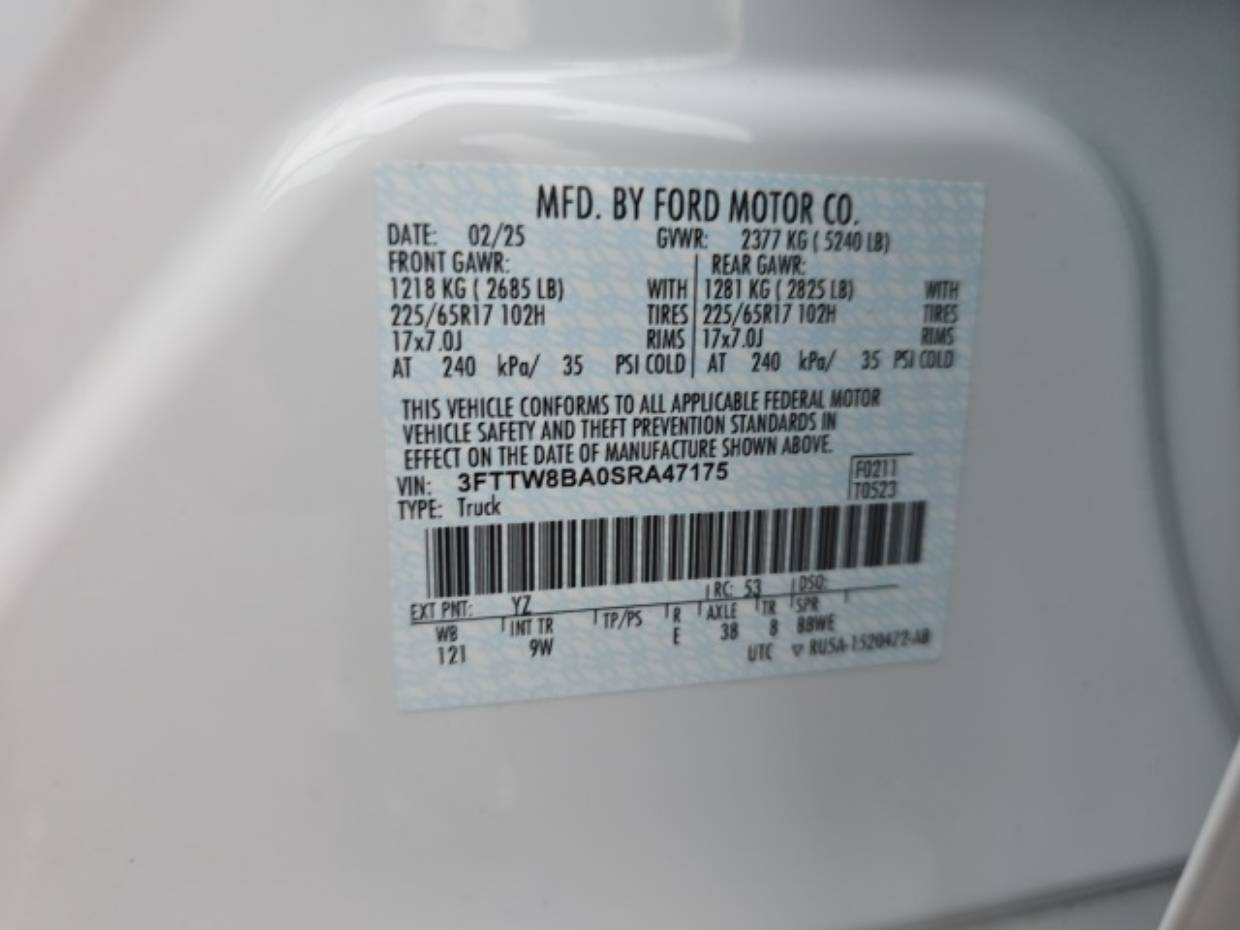 MFD. BY FORD MOTOR CO.
DATE: 02/25 GVWR: 2377 KG ( 5240 LB)
FRONT GAWR: REAR GAWR:
1218 KG ( 2685 LB) WITH 1281 KG ( 2825 LB) WITH
225/65R17 102H TIRES 225/65R17 102H TIRES
17x7.0J RIMS 17x7.0J RIMS
AT 240 kPa/ 35 PSI COLD AT 240 kPa/ 35 PSI COLD
THIS VEHICLE CONFORMS TO ALL APPLICABLE FEDERAL MOTOR
VEHICLE SAFETY AND THEFT PREVENTION STANDARDS IN
EFFECT ON THE DATE OF MANUFACTURE SHOWN ABOVE.
VIN: 3FTTW8BA0SRA47175 F0211
TYPE: Truck T0523
EXT PNT: YZ RC: 53 DSO:
WB INT TR TP/PS R AXLE TR SPR
121 9W E 38 8 BBWE
UTC ▽ RU5A-1520472-AB